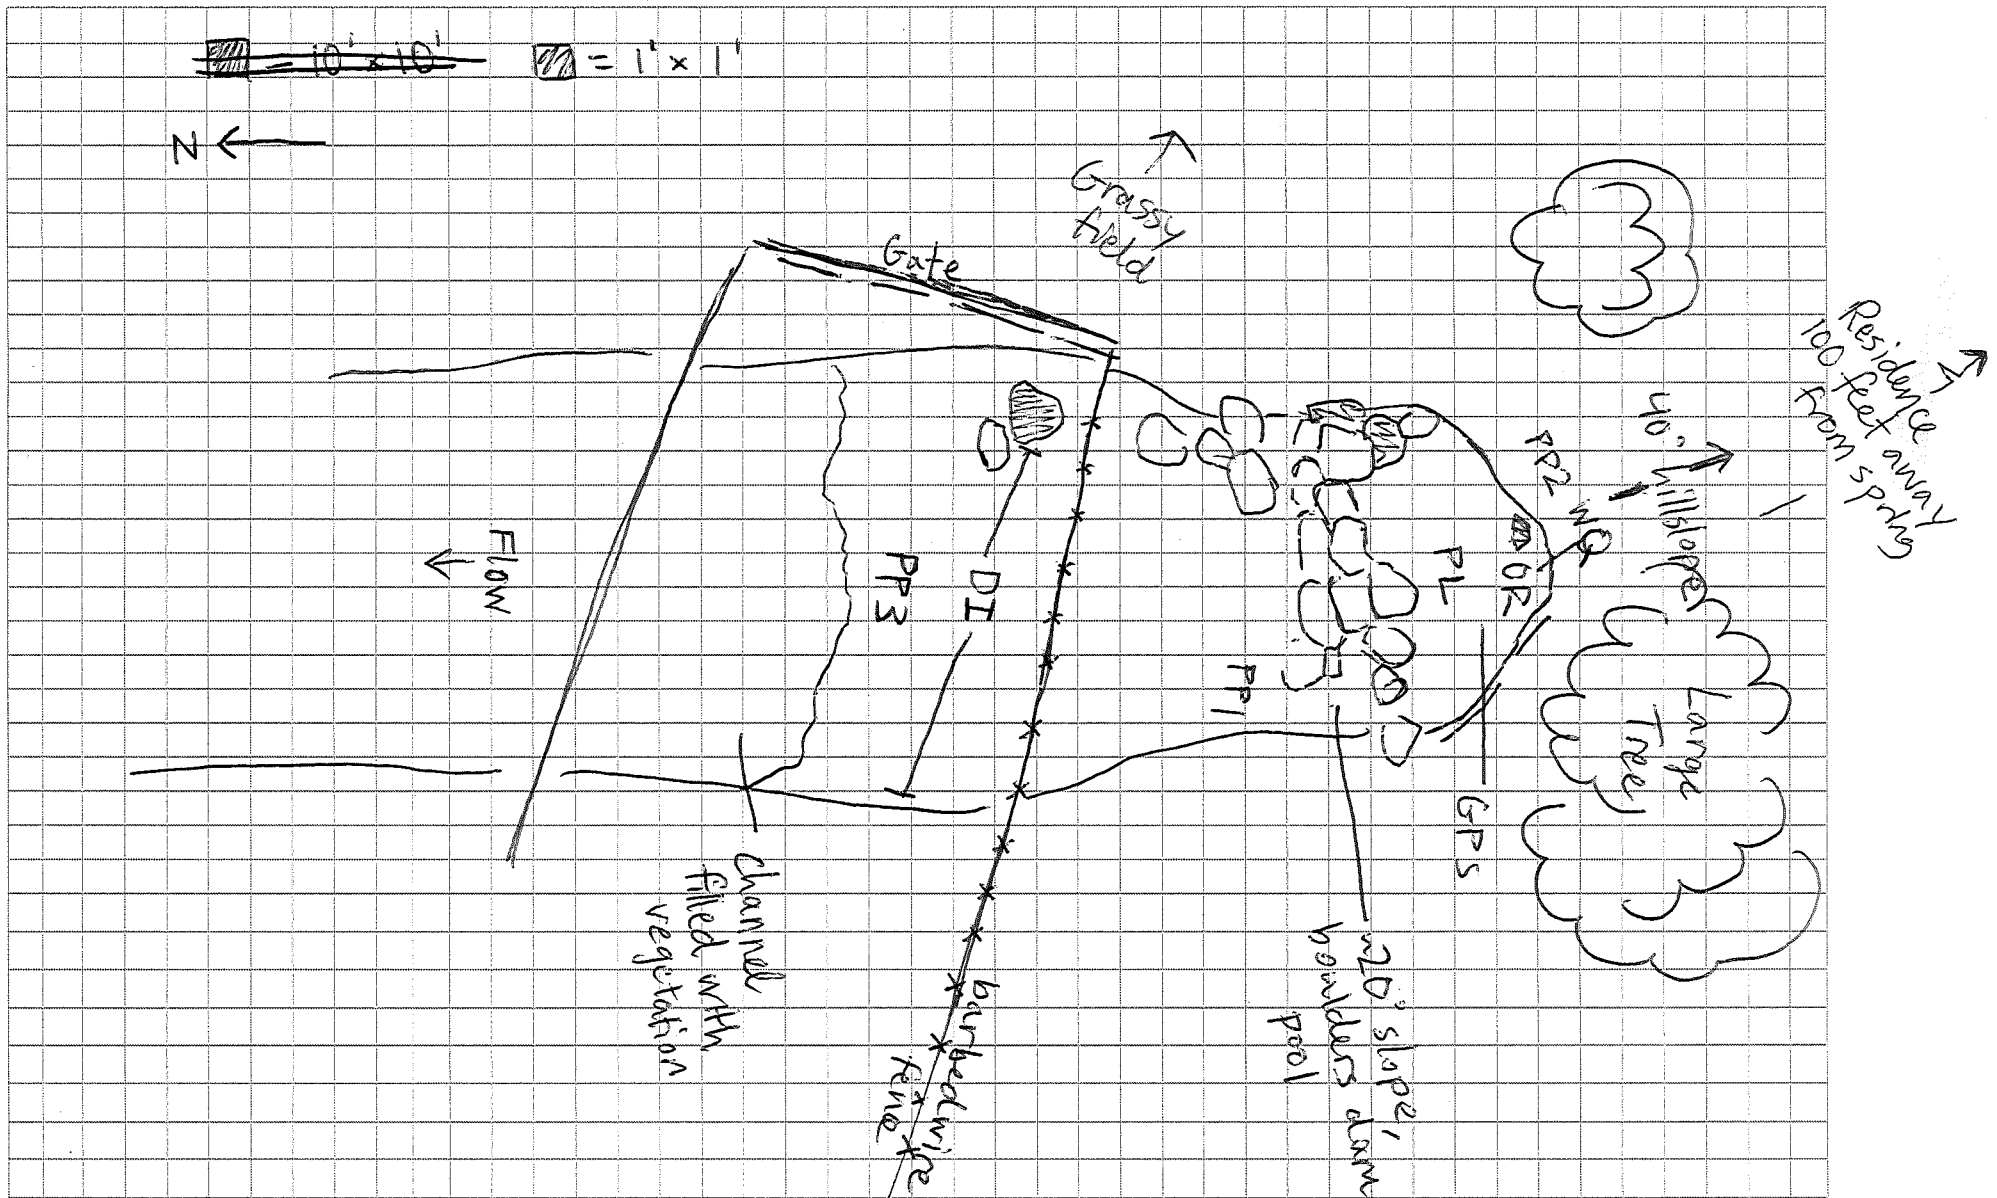 = 10' x 10'
= 1' x 1'
N
Grassy
field
Gate
Residence
100 feet away
from spring
40° hillslope
PP2
WQ
OR
PL
GPS
Large
Tree
PP1
DI
PP3
FLOW
~20° slope,
boulders dam
pool
Channel
filled with
vegetation
barbedwire